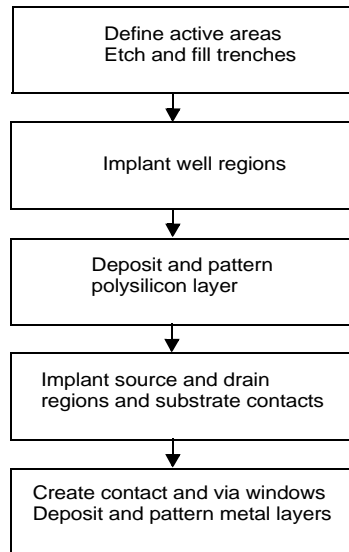 Define active areas
Etch and fill trenches
Implant well regions
Deposit and pattern
polysilicon layer
Implant source and drain
regions and substrate contacts
Create contact and via windows
Deposit and pattern metal layers